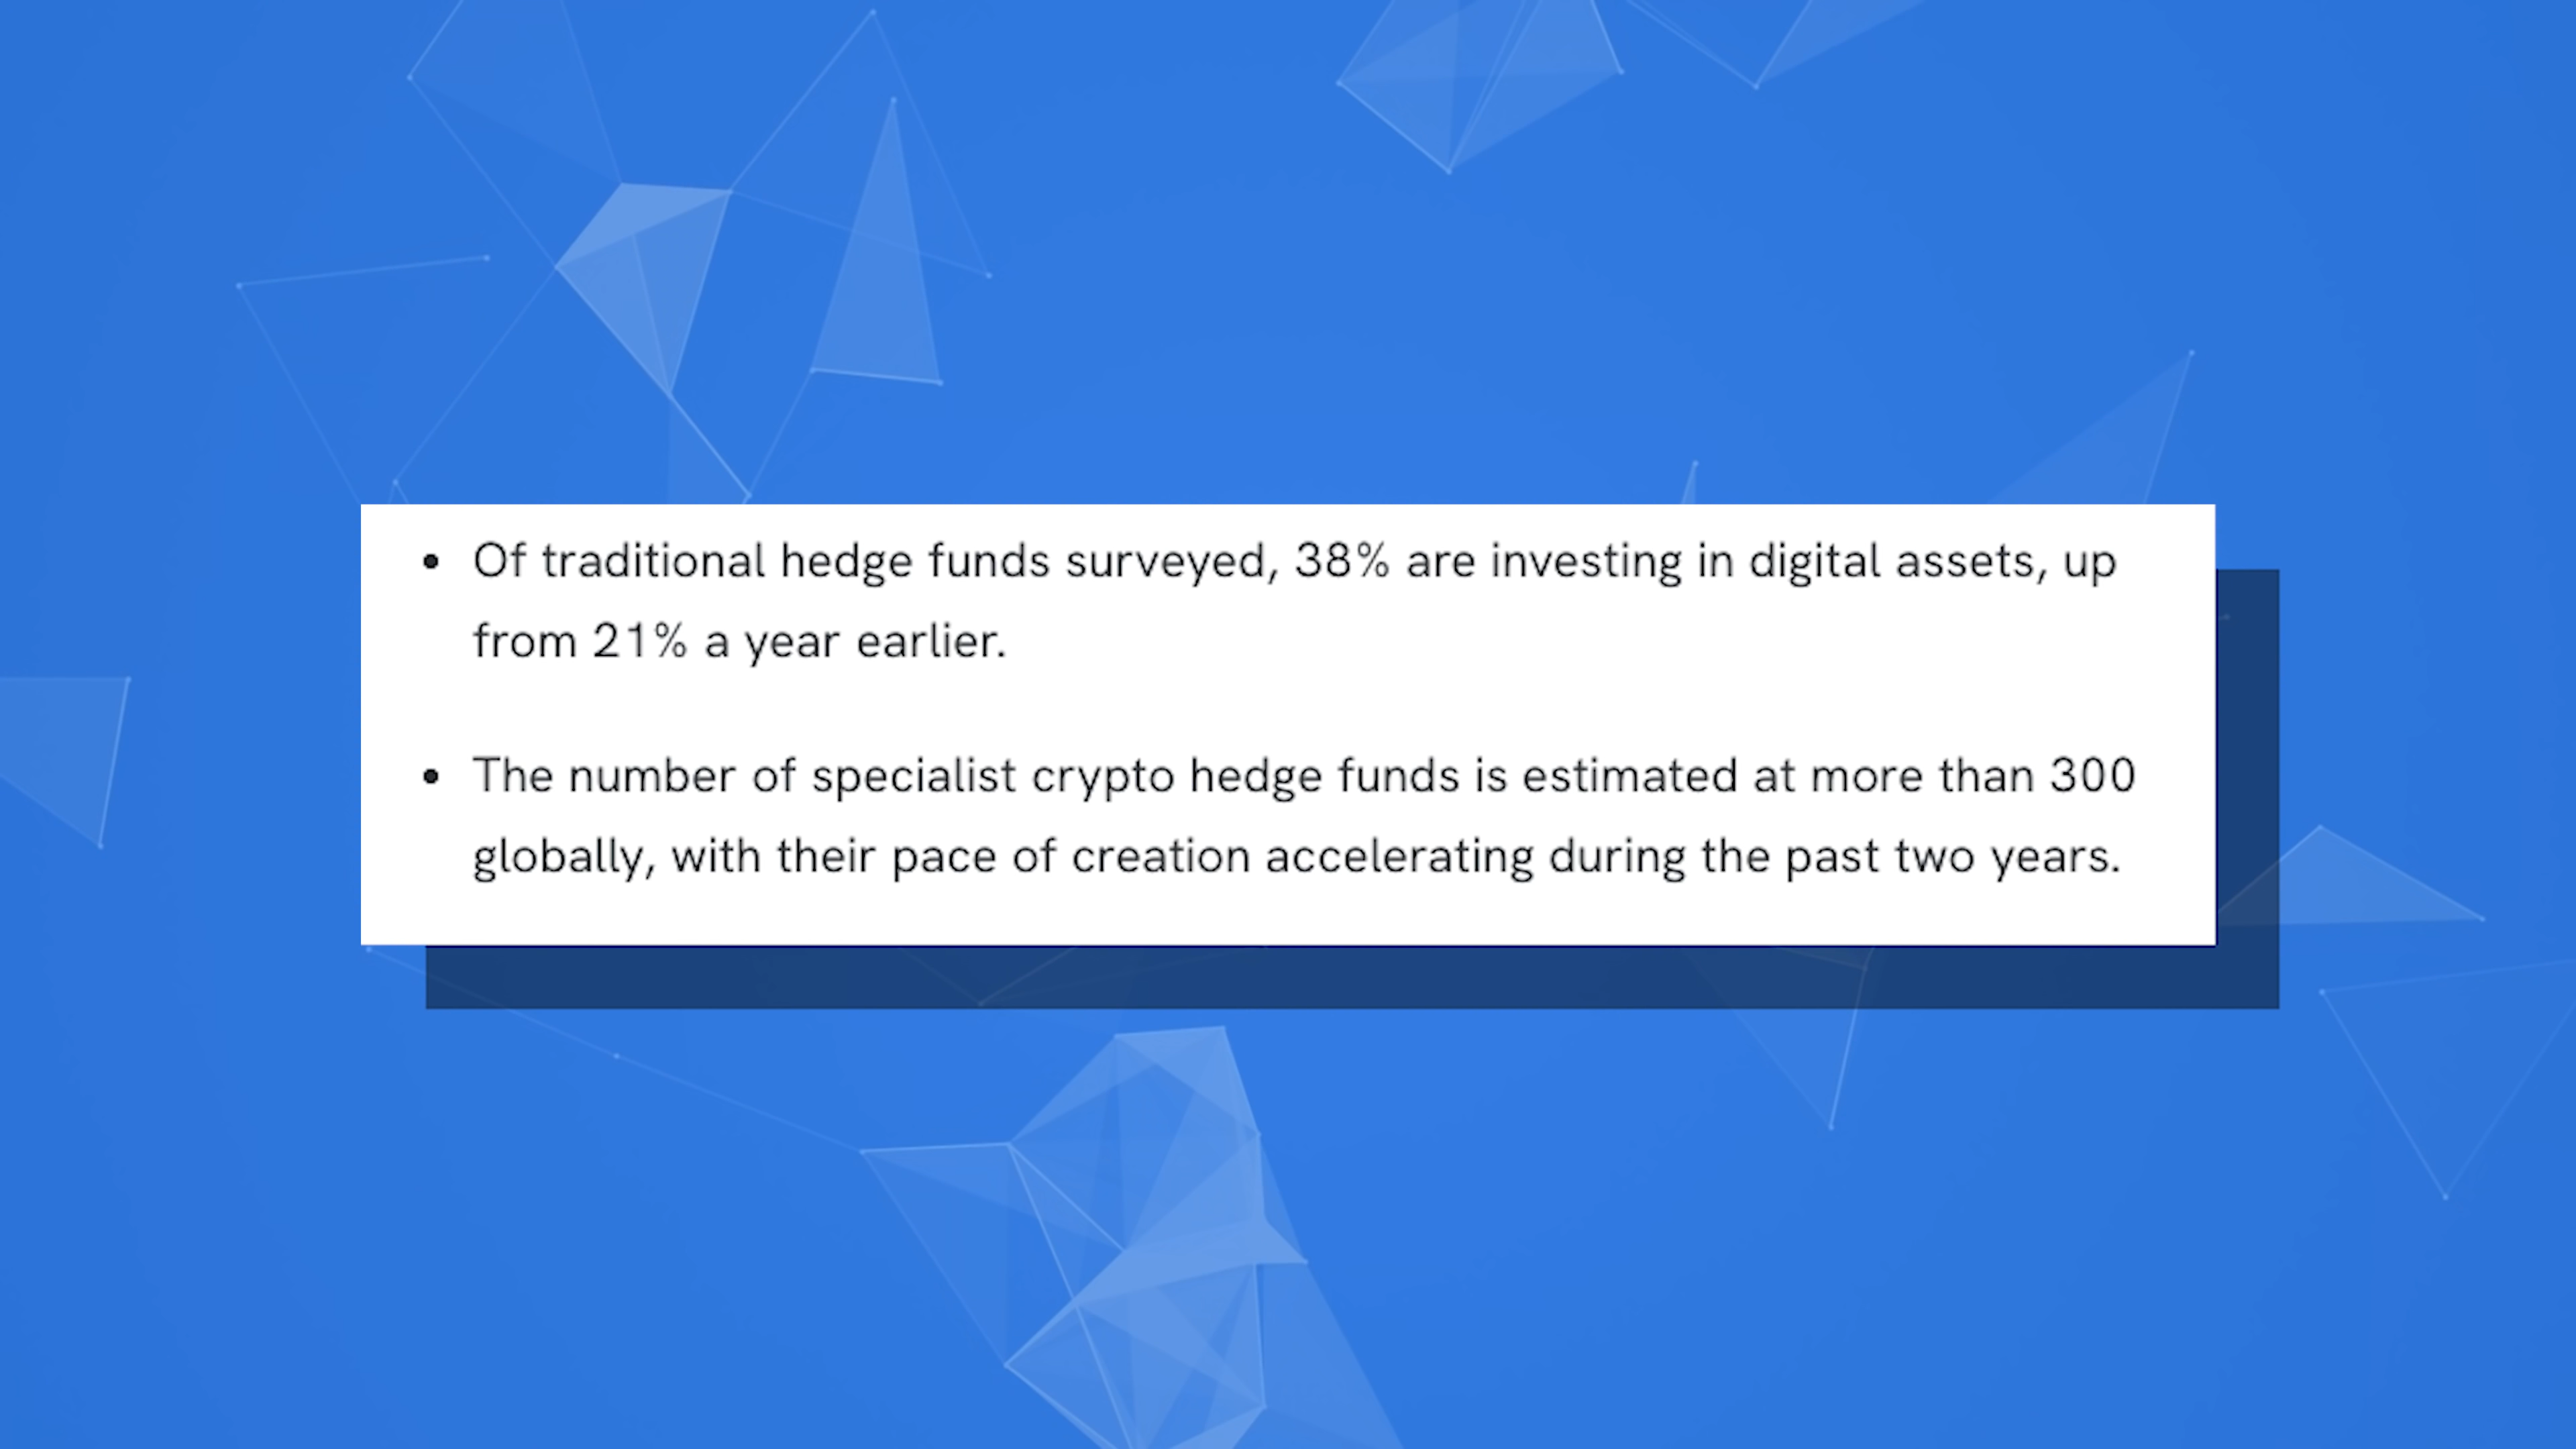 • Of traditional hedge funds surveyed, 38% are investing in digital assets, up
from 21% a year earlier.
• The number of specialist crypto hedge funds is estimated at more than 300
globally, with their pace of creation accelerating during the past two years.